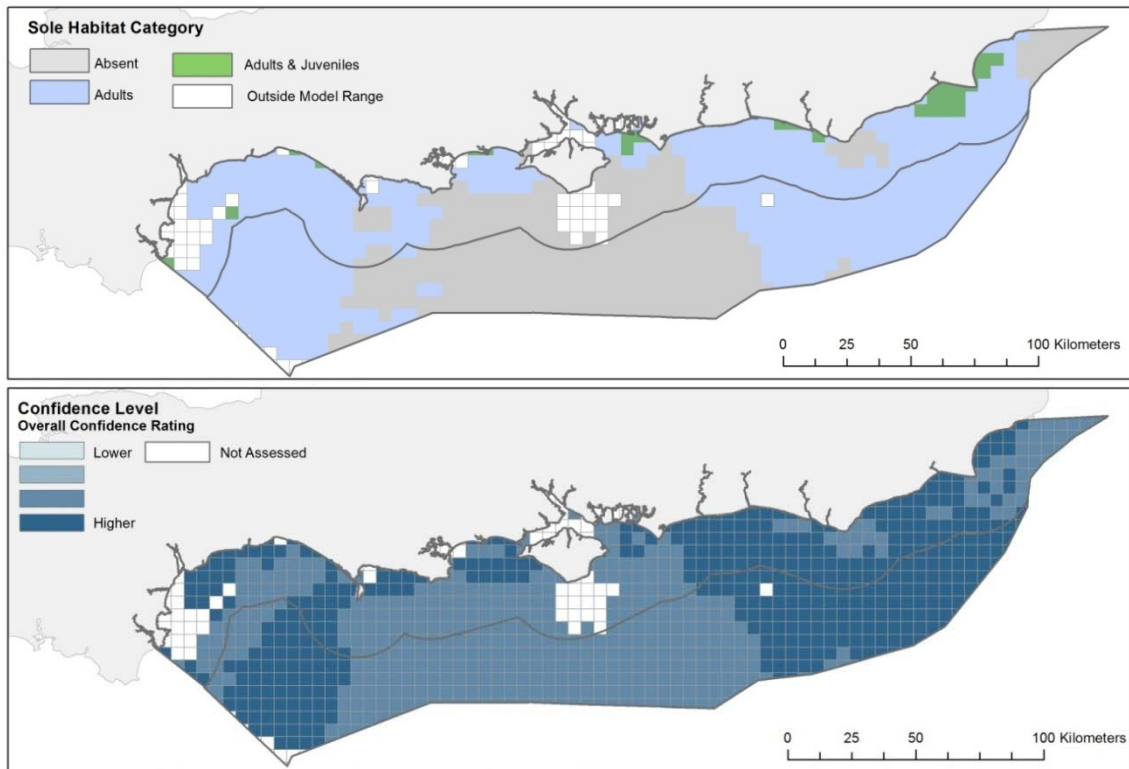 Sole Habitat Category
Absent
Adults & Juveniles
Adults
Outside Model Range
0 25 50 100 Kilometers
Confidence Level
Overall Confidence Rating
Lower
Not Assessed
Higher
0 25 50 100 Kilometers